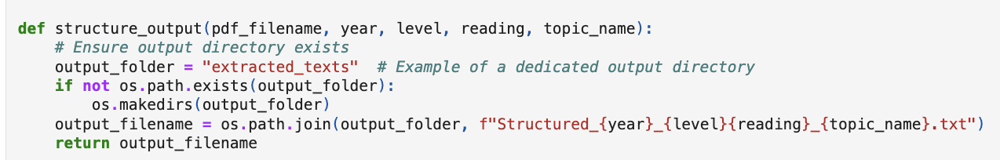 def structure_output(pdf_filename, year, level, reading, topic_name):
    # Ensure output directory exists
    output_folder = "extracted_texts"  # Example of a dedicated output directory
    if not os.path.exists(output_folder):
        os.makedirs(output_folder)
    output_filename = os.path.join(output_folder, f"Structured_{year}_{level}{reading}_{topic_name}.txt")
    return output_filename